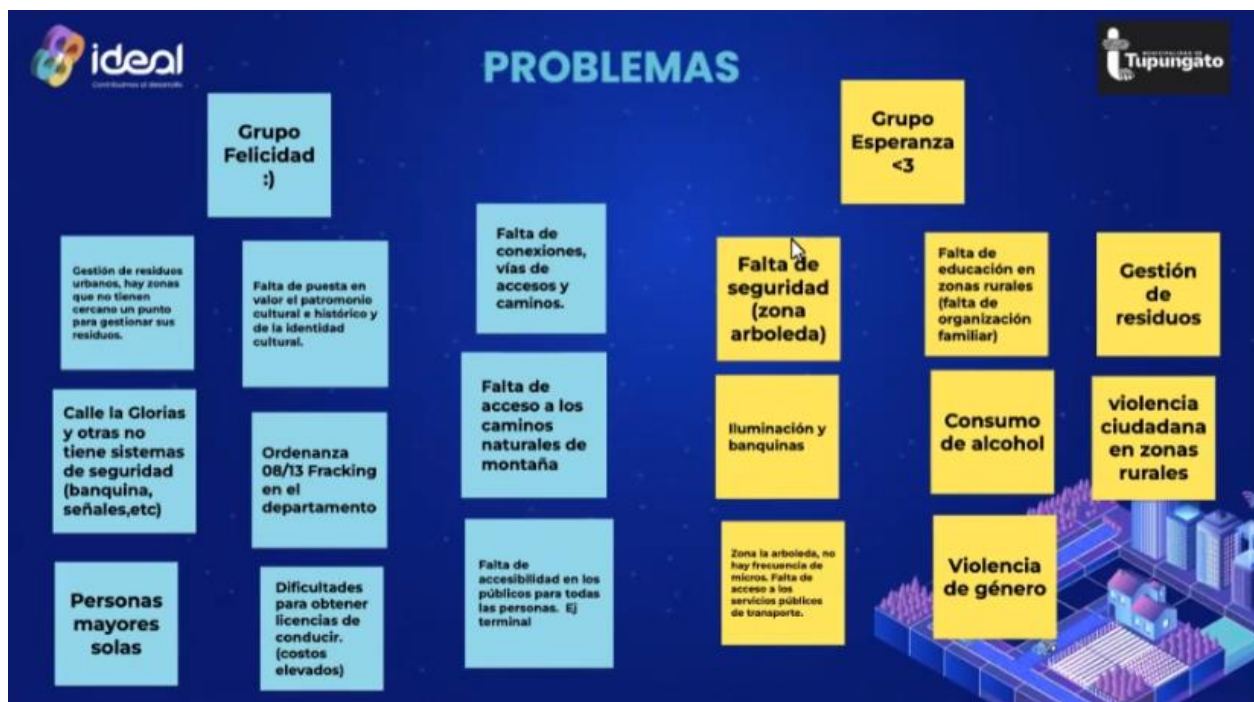 ideal
Contribuimos al desarrollo
PROBLEMAS
MUNICIPALIDAD DE
Tupungato
Grupo
Felicidad
:)
Grupo
Esperanza
<3
Gestión de residuos
urbanos, hay zonas
que no tienen
cercano un punto
para gestionar sus
residuos.
Falta de puesta en
valor el patromonio
cultural e histórico y
de la identidad
cultural.
Falta de
conexiones,
vías de
accesos y
caminos.
Calle la Glorias
y otras no
tiene sistemas
de seguridad
(banquina,
señales,etc)
Ordenanza
08/13 Fracking
en el
departamento
Falta de
acceso a los
caminos
naturales de
montaña
Personas
mayores
solas
Dificultades
para obtener
licencias de
conducir.
(costos
elevados)
Falta de
accesibilidad en los
públicos para todas
las personas. Ej
terminal
Falta de
seguridad
(zona
arboleda)
Falta de
educación en
zonas rurales
(falta de
organización
familiar)
Gestión
de
residuos
Iluminación y
banquinas
Consumo
de alcohol
violencia
ciudadana
en zonas
rurales
Zona la arboleda, no
hay frecuencia de
micros. Falta de
acceso a los
servicios públicos
de transporte.
Violencia
de género